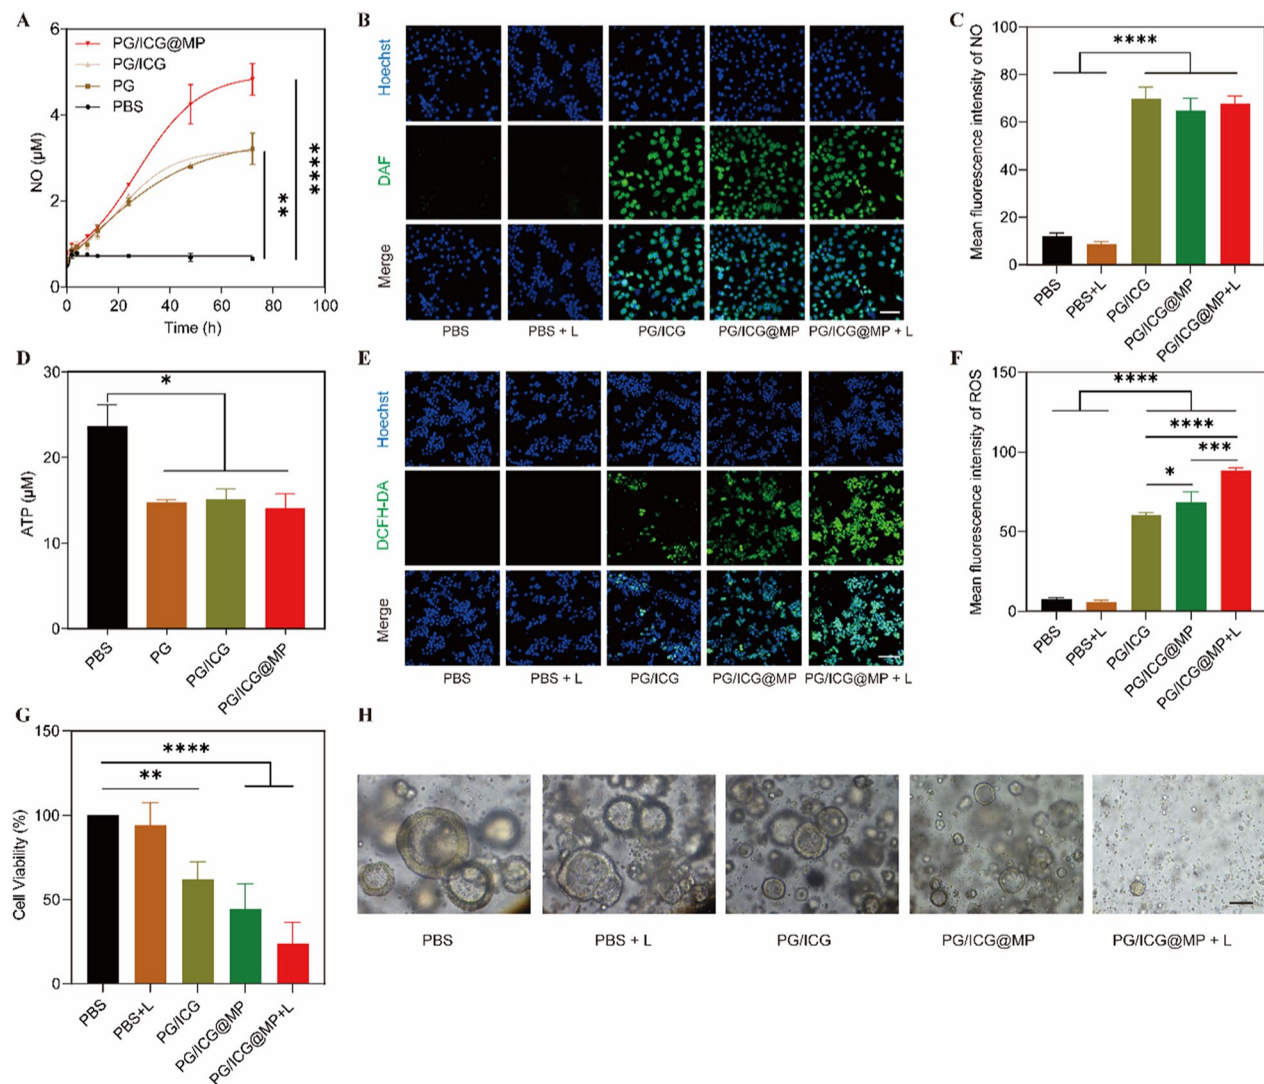 A
6
4
2
0
NO (μM)
PG/ICG@MP
PG/ICG
PG
PBS
**
****
0 20 40 60 80 100
Time (h)
B
Hoechst
DAF
Merge
PBS
PBS + L
PG/ICG
PG/ICG@MP
PG/ICG@MP + L
C
Mean fluorescence intensity of NO
100
80
60
40
20
0
****
PBS
PBS+L
PG/ICG
PG/ICG@MP
PG/ICG@MP+L
D
ATP (μM)
30
20
10
0
*
PBS
PG
PG/ICG
PG/ICG@MP
E
Hoechst
DCFH-DA
Merge
PBS
PBS + L
PG/ICG
PG/ICG@MP
PG/ICG@MP + L
F
Mean fluorescence intensity of ROS
150
100
50
0
****
****
***
*
PBS
PBS+L
PG/ICG
PG/ICG@MP
PG/ICG@MP+L
G
Cell Viability (%)
150
100
50
0
****
**
PBS
PBS+L
PG/ICG
PG/ICG@MP
PG/ICG@MP+L
H
PBS
PBS + L
PG/ICG
PG/ICG@MP
PG/ICG@MP + L